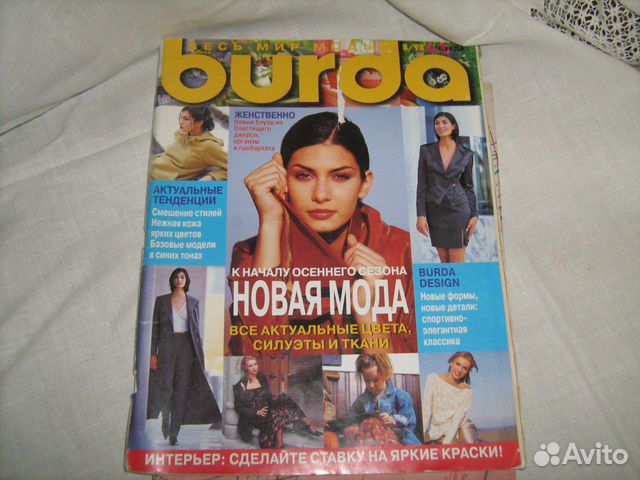 ВЕСЬ МИР МОДЫ
8/98
burda
ЖЕНСТВЕННО
Новые блузы из
блестящего
джерси,
органзы
и панбархата
АКТУАЛЬНЫЕ
ТЕНДЕНЦИИ
Смешение стилей
Нежная кожа
ярких цветов
Базовые модели
в синих тонах
К НАЧАЛУ ОСЕННЕГО СЕЗОНА
НОВАЯ МОДА
ВСЕ АКТУАЛЬНЫЕ ЦВЕТА,
СИЛУЭТЫ И ТКАНИ
BURDA
DESIGN
Новые формы,
новые детали:
спортивно-
элегантная
классика
ИНТЕРЬЕР: СДЕЛАЙТЕ СТАВКУ НА ЯРКИЕ КРАСКИ!
Avito